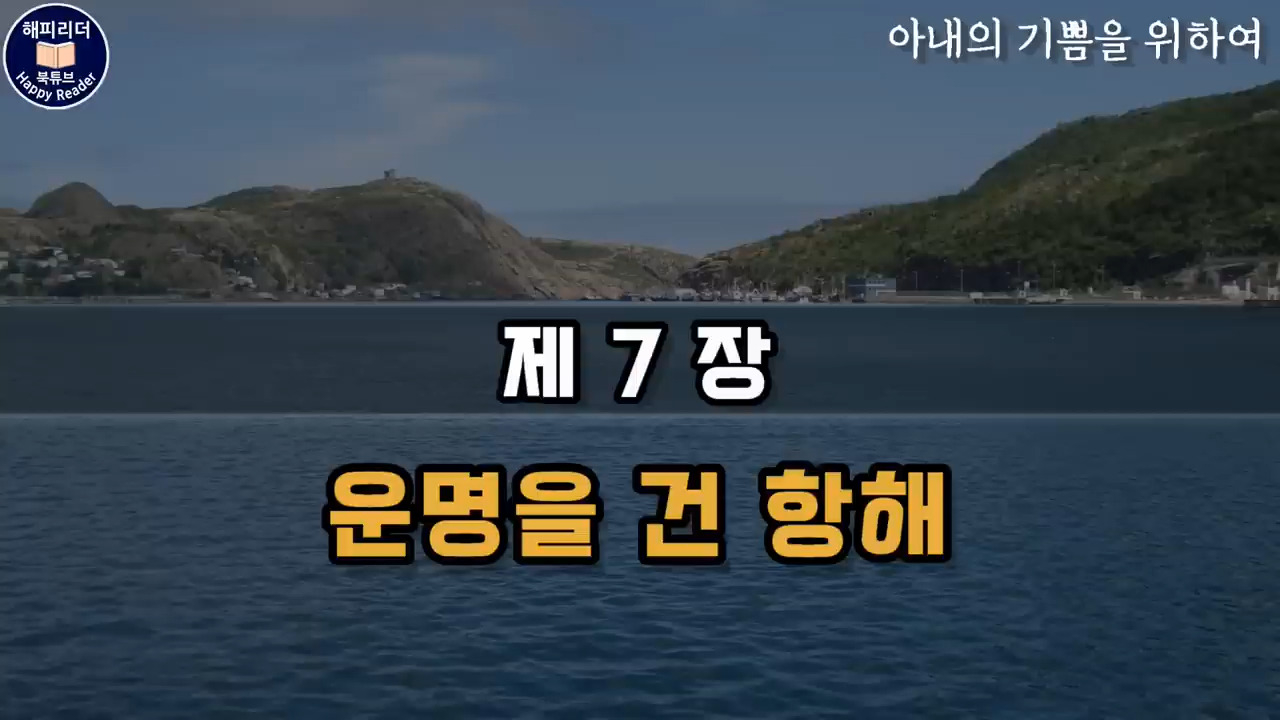 해피리더
북튜브
Happy Reader
아내의 기쁨을 위하여
제 7 장
운명을 건 항해